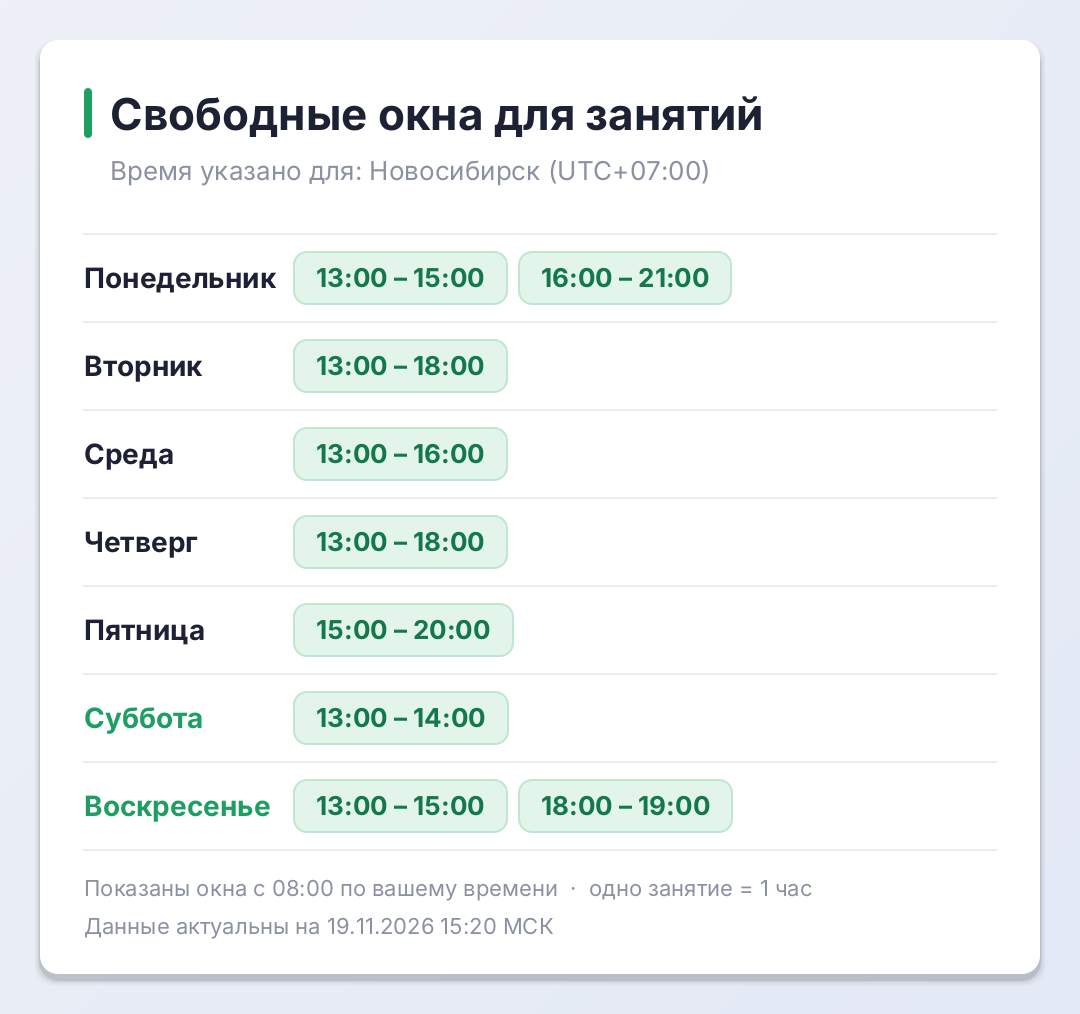 Свободные окна для занятий
Время указано для: Новосибирск (UTC+07:00)
Понедельник 13:00 – 15:00 16:00 – 21:00
Вторник 13:00 – 18:00
Среда 13:00 – 16:00
Четверг 13:00 – 18:00
Пятница 15:00 – 20:00
Суббота 13:00 – 14:00
Воскресенье 13:00 – 15:00 18:00 – 19:00
Показаны окна с 08:00 по вашему времени · одно занятие = 1 час
Данные актуальны на 19.11.2026 15:20 МСК